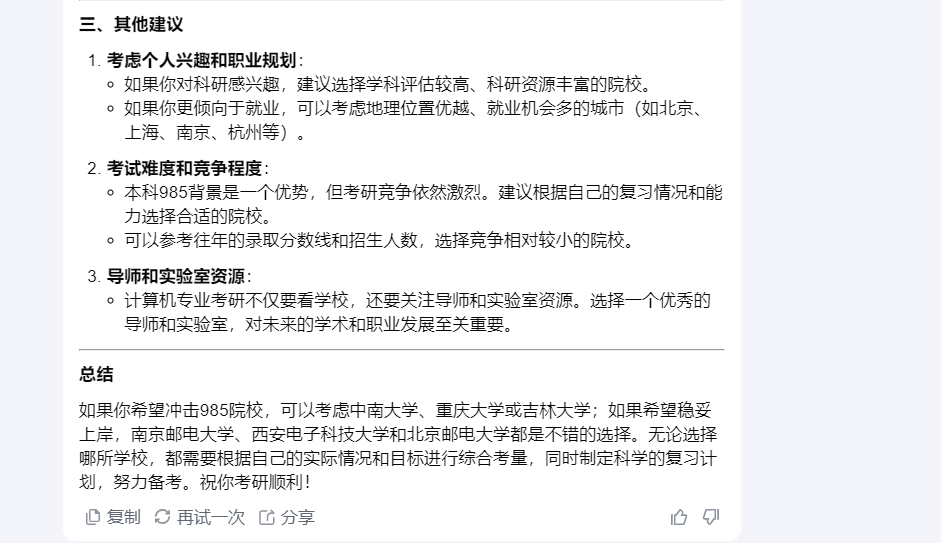 三、其他建议
1. 考虑个人兴趣和职业规划：
如果你对科研感兴趣，建议选择学科评估较高、科研资源丰富的院校。
如果你更倾向于就业，可以考虑地理位置优越、就业机会多的城市（如北京、
上海、南京、杭州等）。
2. 考试难度和竞争程度：
本科985背景是一个优势，但考研竞争依然激烈。建议根据自己的复习情况和能
力选择合适的院校。
可以参考往年的录取分数线和招生人数，选择竞争相对较小的院校。
3. 导师和实验室资源：
计算机专业考研不仅要看学校，还要关注导师和实验室资源。选择一个优秀的
导师和实验室，对未来的学术和职业发展至关重要。
总结
如果你希望冲击985院校，可以考虑中南大学、重庆大学或吉林大学；如果希望稳妥
上岸，南京邮电大学、西安电子科技大学和北京邮电大学都是不错的选择。无论选择
哪所学校，都需要根据自己的实际情况和目标进行综合考量，同时制定科学的复习计
划，努力备考。祝你考研顺利！
复制 再试一次 分享